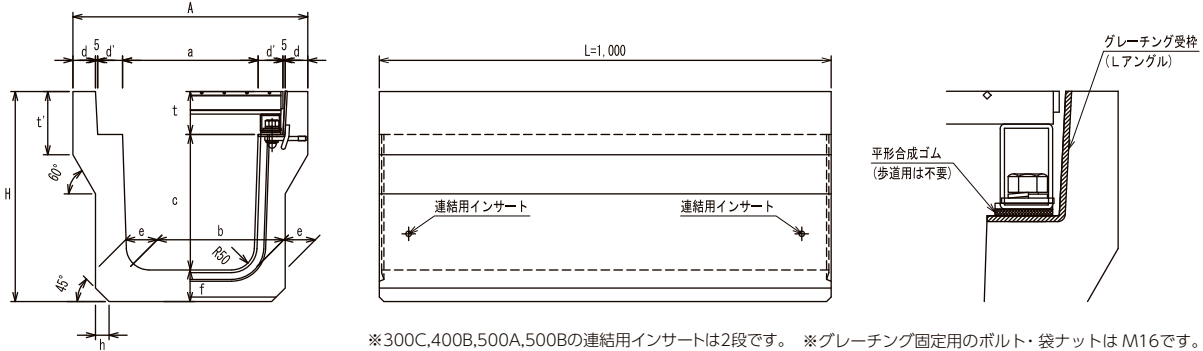 A
d
5
d'
a
d'
5
d
t
t'
H
60°
c
e
b
e
R50
45°
f
h
L=1,000
連結用インサート
連結用インサート
グレーチング受枠
(Lアングル)
平形合成ゴム
(歩道用は不要)
※300C,400B,500A,500Bの連結用インサートは2段です。 ※グレーチング固定用のボルト・袋ナットは M16です。